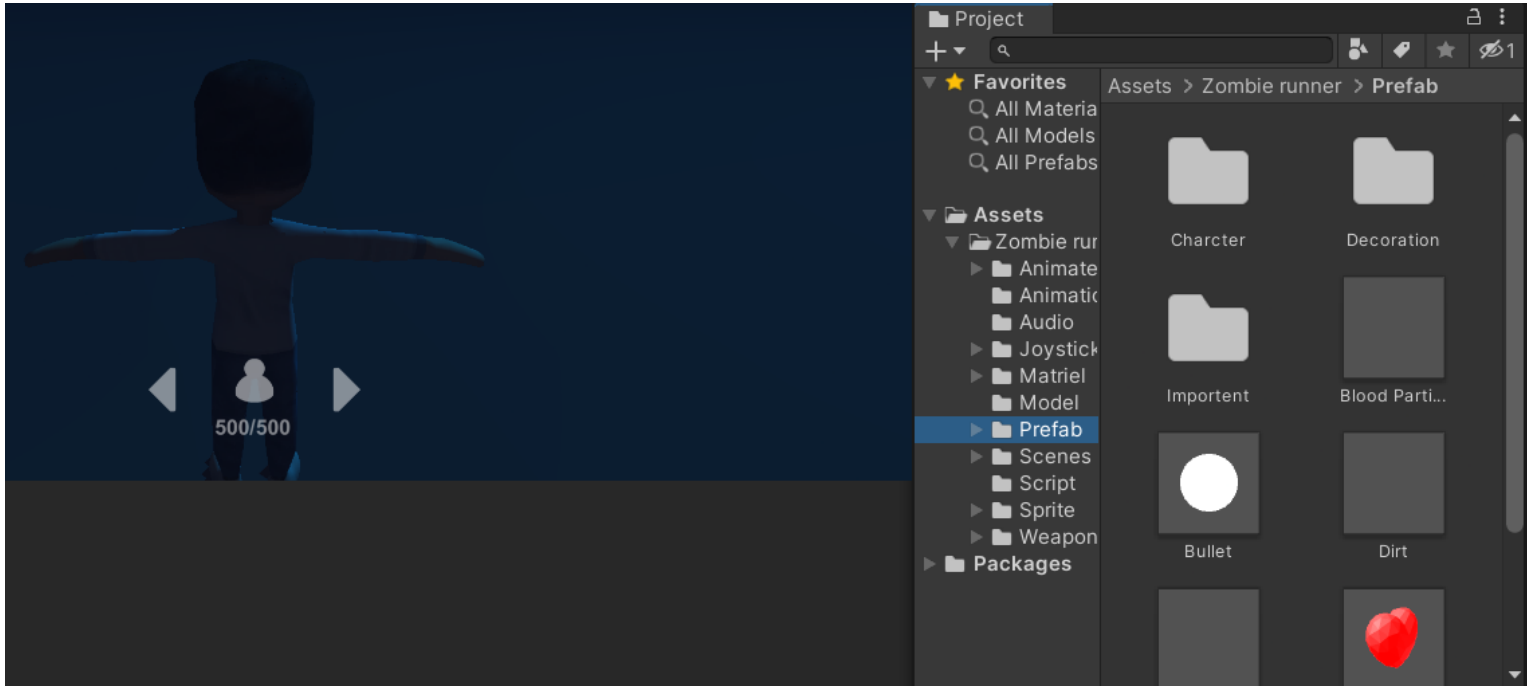 500/500
Project
1
Favorites
All Materia
All Models
All Prefabs
Assets
Zombie rur
Animate
Animatic
Audio
Joystick
Matriel
Model
Prefab
Scenes
Script
Sprite
Weapon
Packages
Assets > Zombie runner > Prefab
Charcter
Decoration
Importent
Blood Parti...
Bullet
Dirt